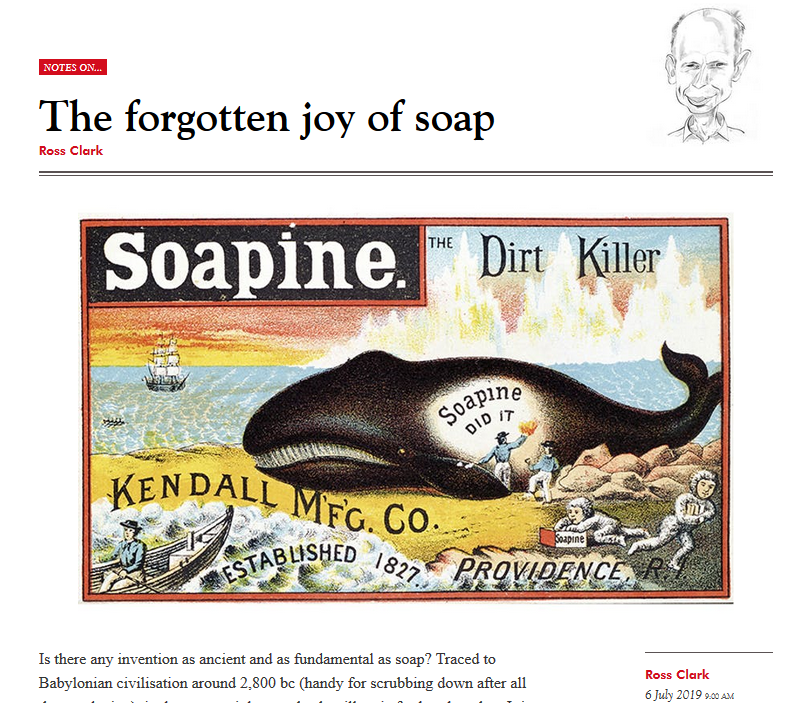 NOTES ON...
The forgotten joy of soap
Ross Clark
Soapine.
THE Dirt Killer
Soapine
DID IT
KENDALL M'F'G. CO.
Soapine
ESTABLISHED 1827.
PROVIDENCE, R.I.
Is there any invention as ancient and as fundamental as soap? Traced to
Babylonian civilisation around 2,800 bc (handy for scrubbing down after all
Ross Clark
6 July 2019 9:00 AM